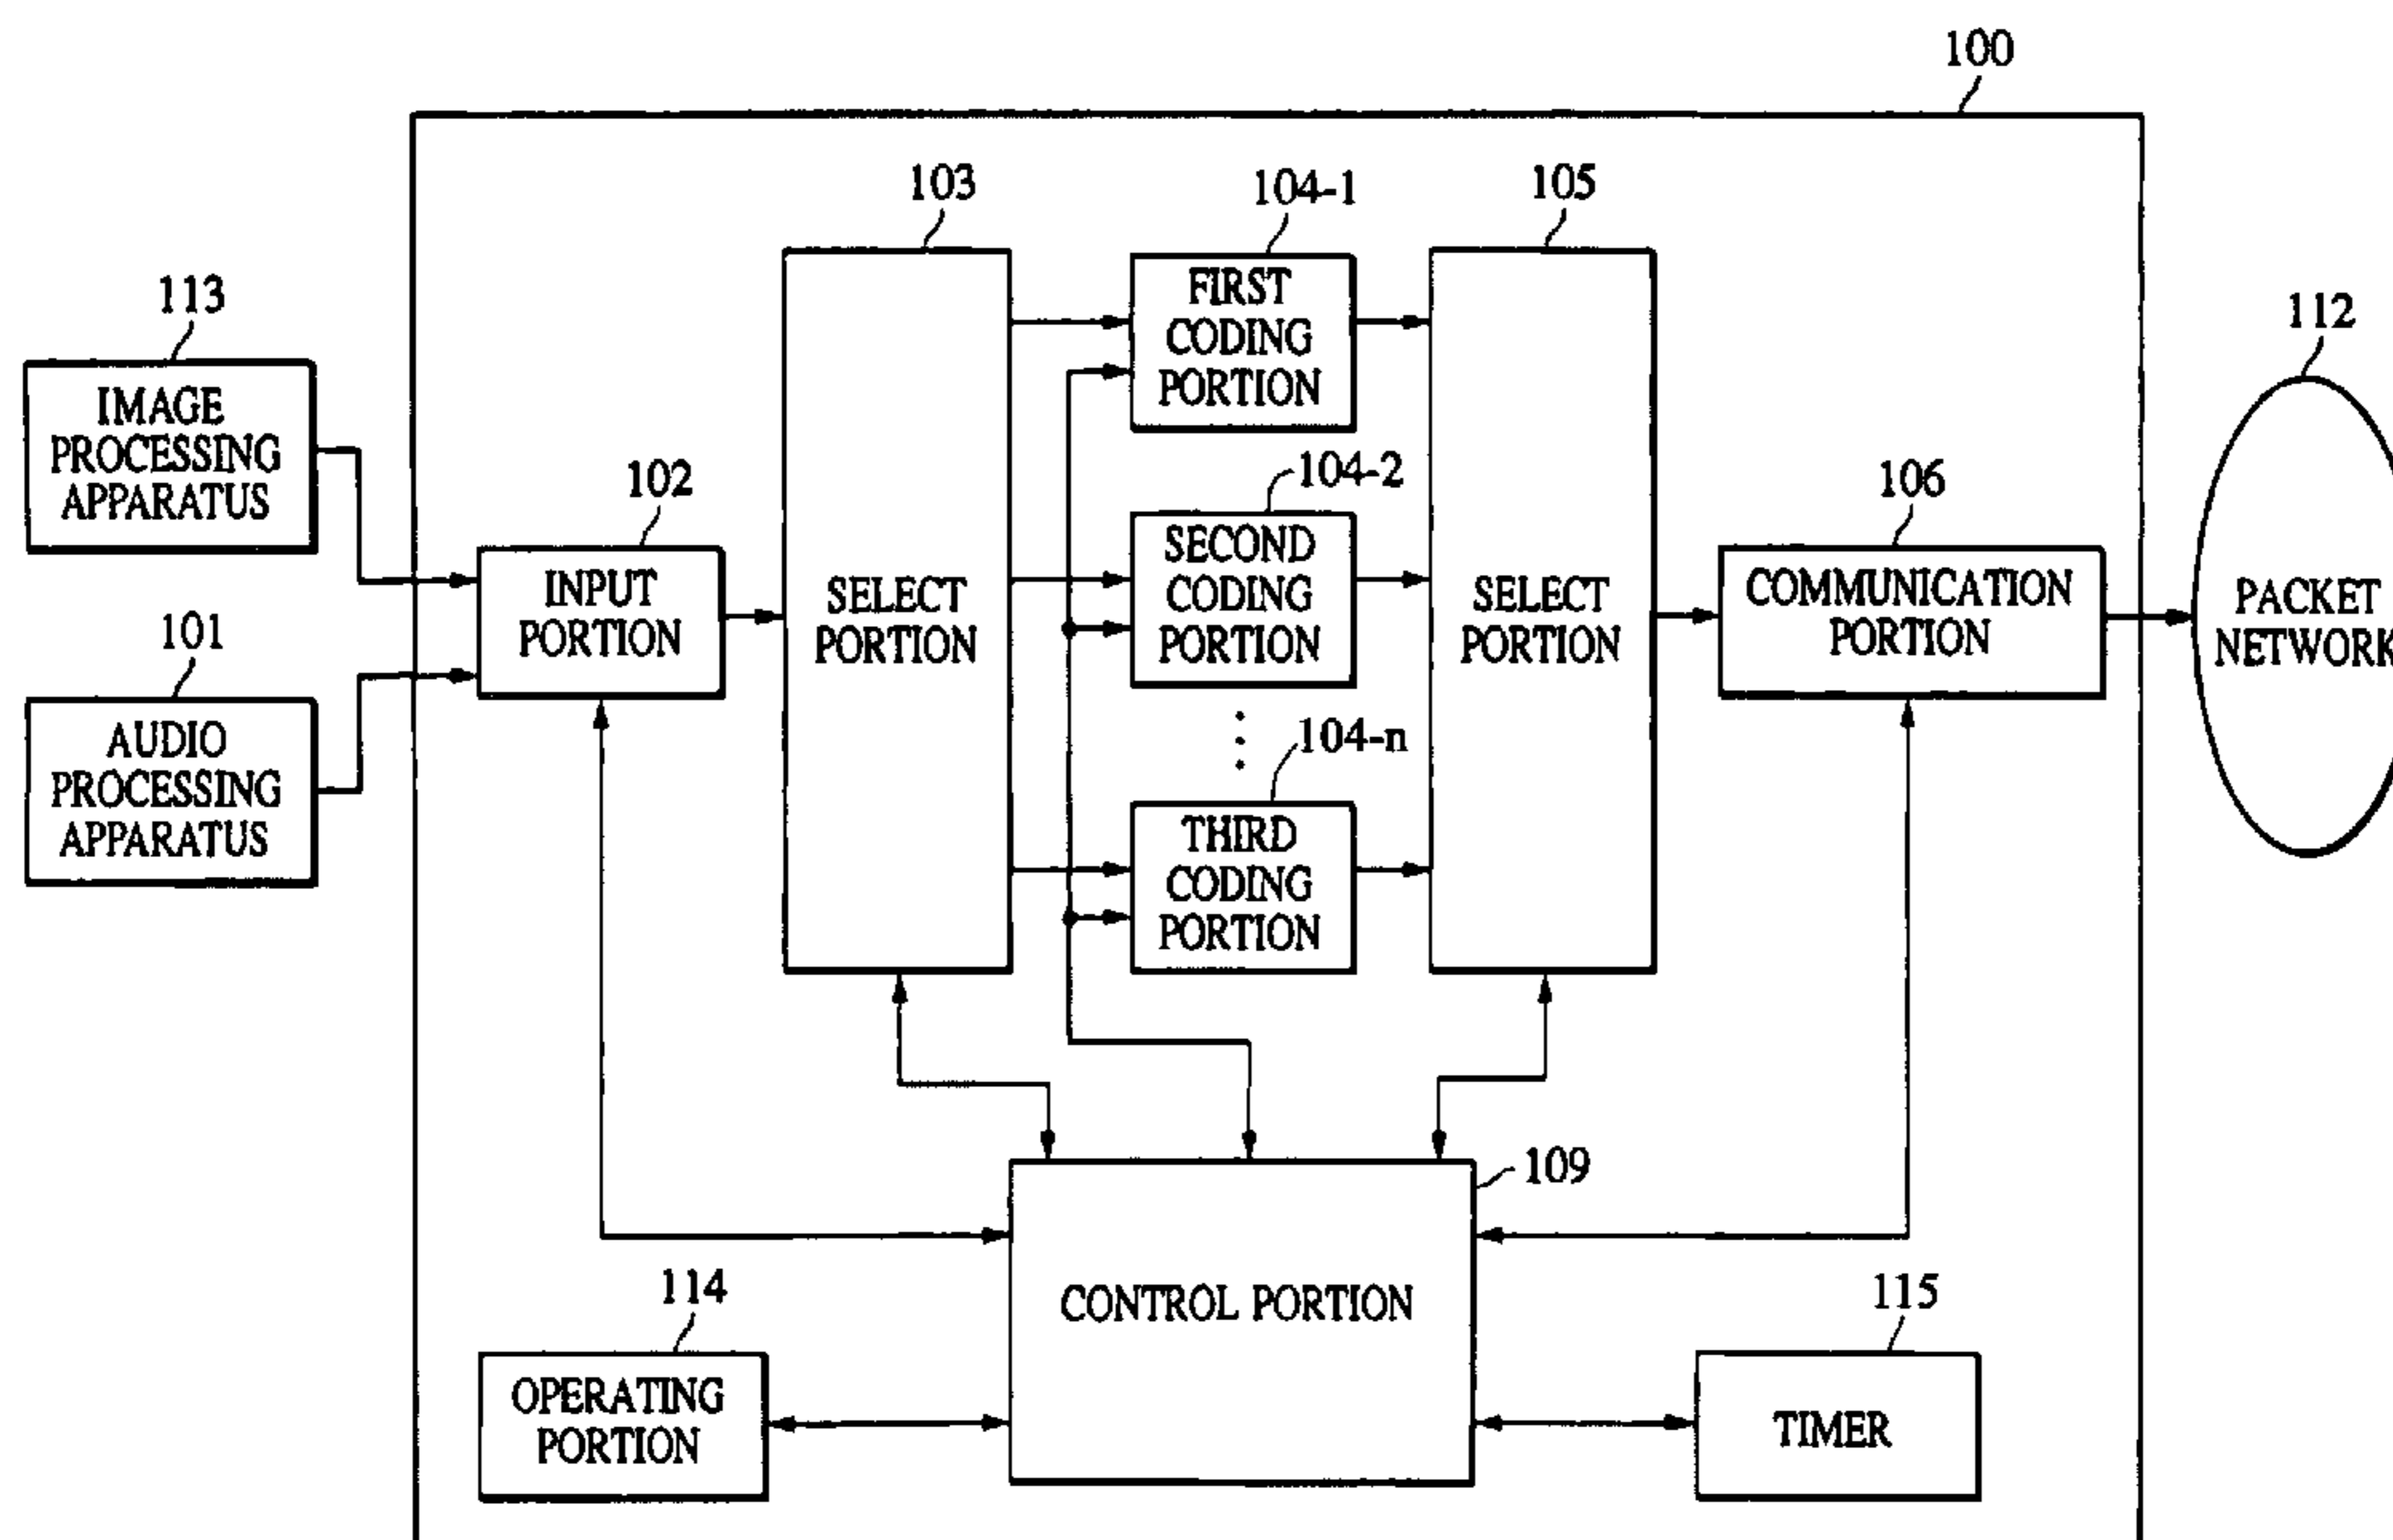 100
103
104-1
105
113
112
FIRST
CODING
PORTION
IMAGE
PROCESSING
APPARATUS
102
104-2
106
INPUT
PORTION
SELECT
PORTION
SECOND
CODING
PORTION
SELECT
PORTION
COMMUNICATION
PORTION
PACKET
NETWORK
101
AUDIO
PROCESSING
APPARATUS
104-n
THIRD
CODING
PORTION
109
CONTROL PORTION
114
OPERATING
PORTION
115
TIMER